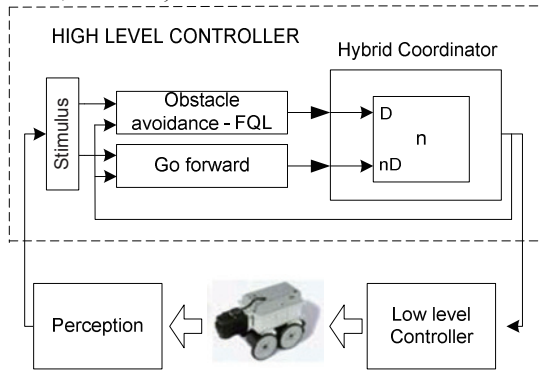 HIGH LEVEL CONTROLLER
Hybrid Coordinator
Stimulus
Obstacle
avoidance - FQL
Go forward
D
n
nD
Perception
Low level
Controller